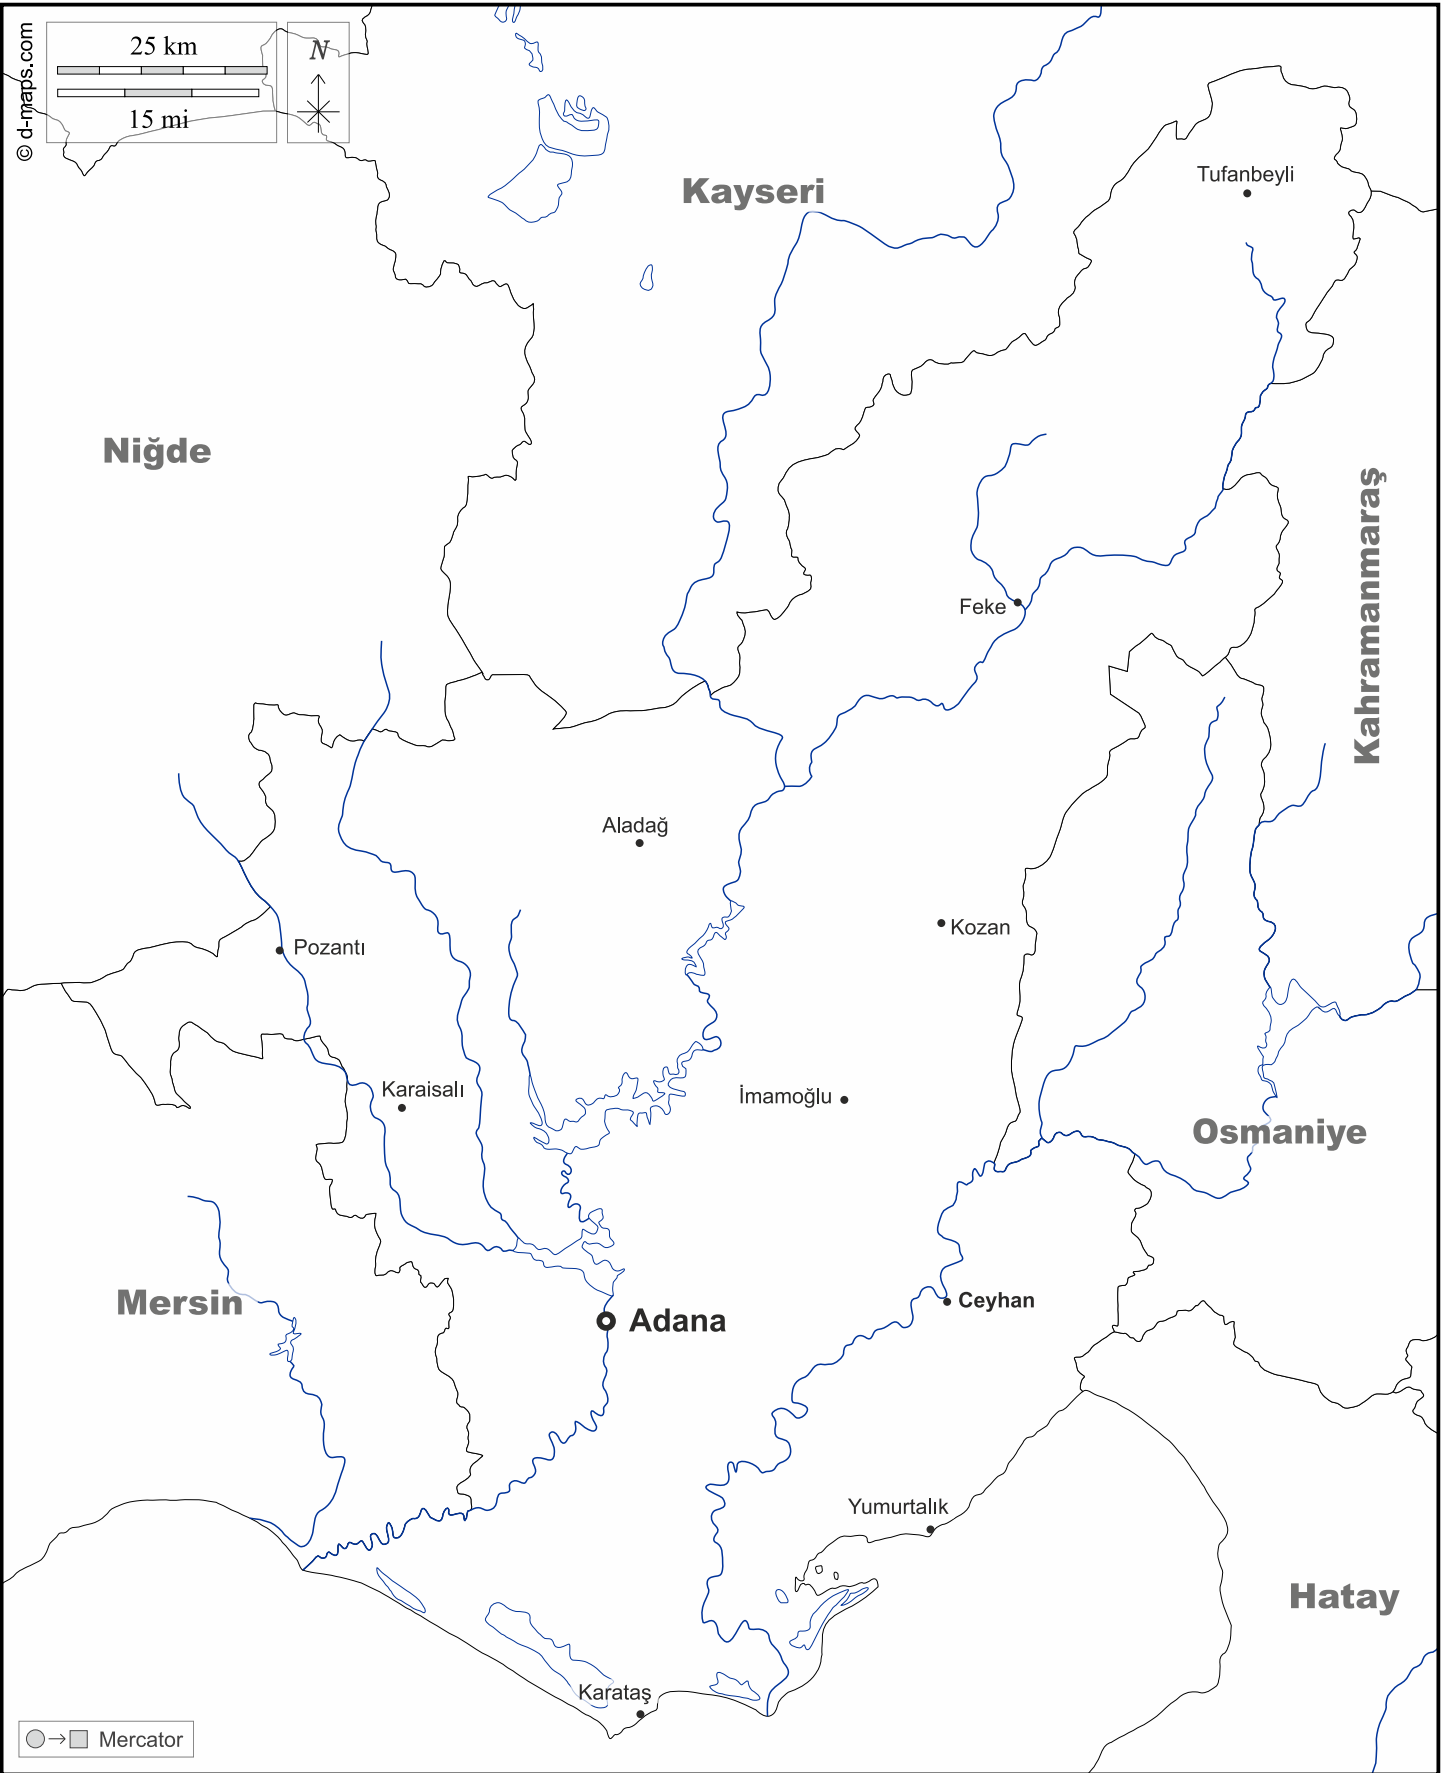 © d-maps.com
25 km
15 mi
N
Kayseri
Tufanbeyli
Niğde
Kahramanmaraş
Feke
Aladağ
Kozan
Pozantı
Karaisalı
İmamoğlu
Osmaniye
Mersin
Ceyhan
Adana
Yumurtalık
Hatay
Karataş
Mercator